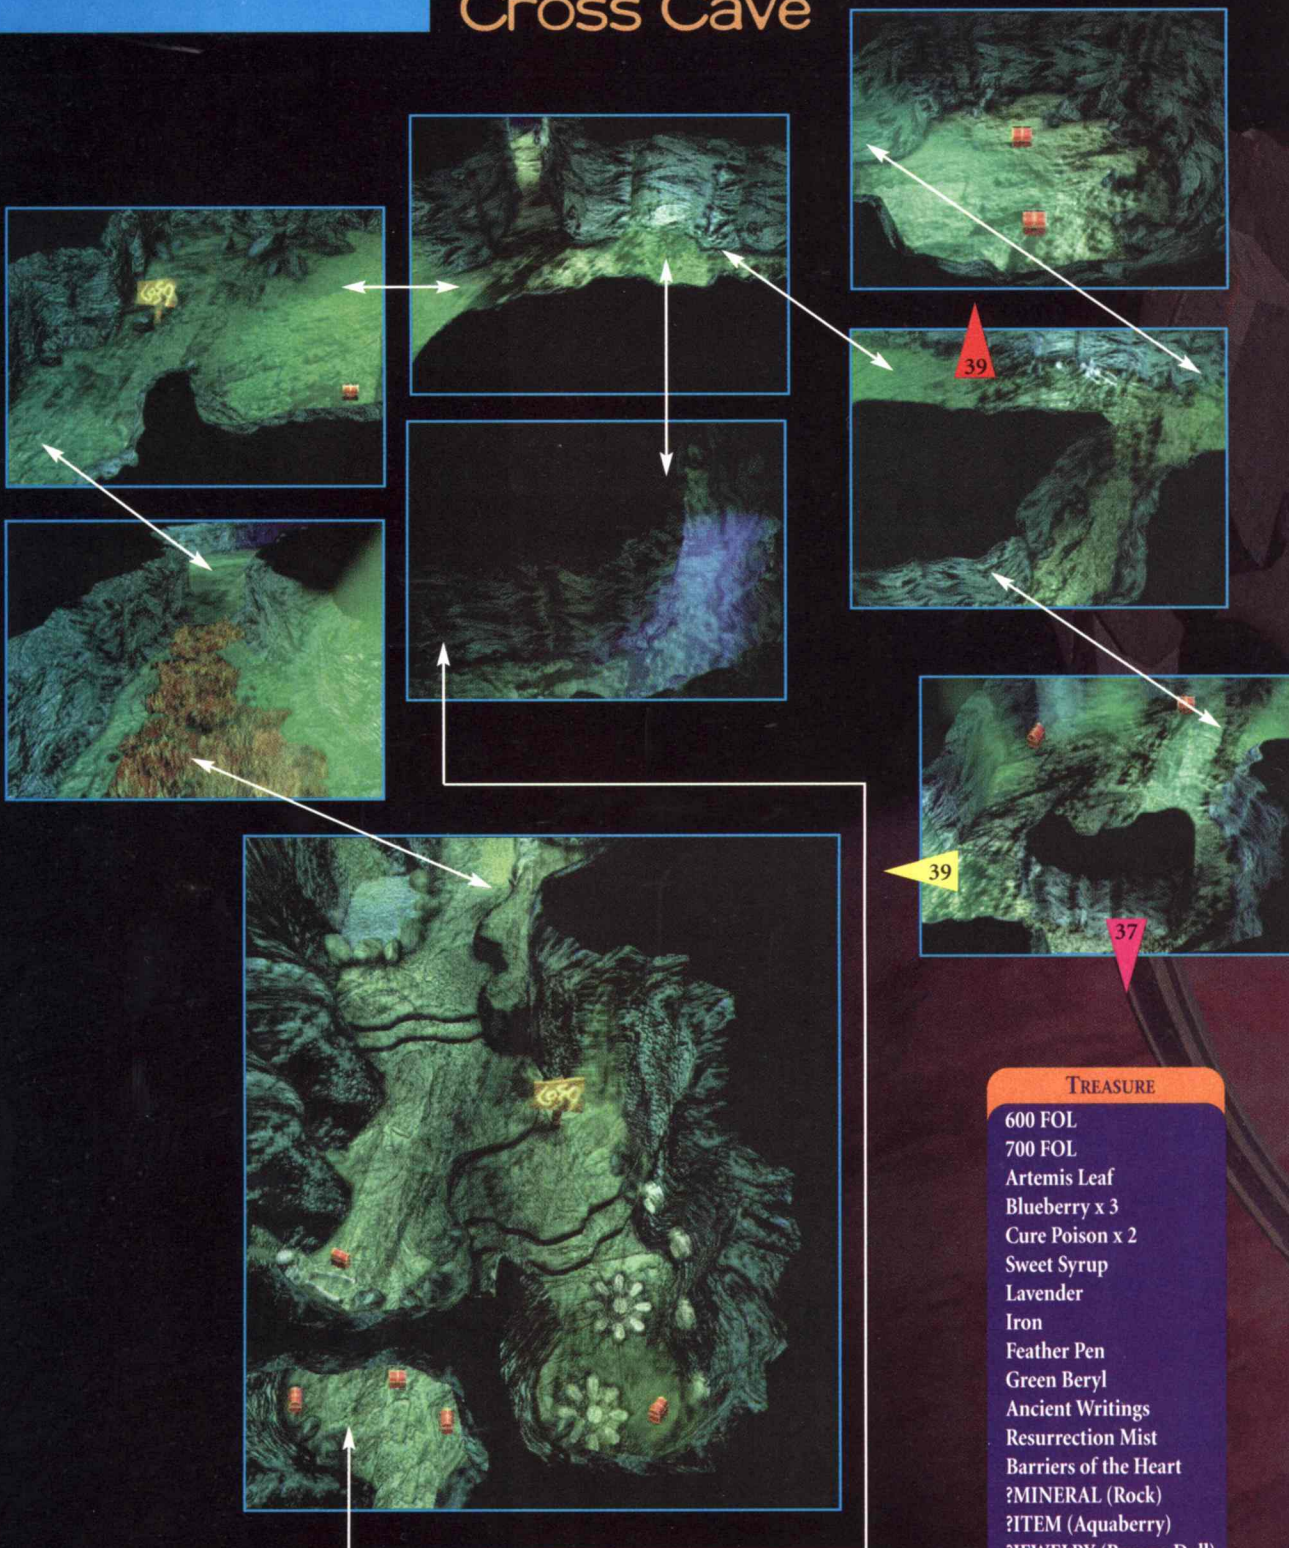 Cross Cave
39
39
37
TREASURE
600 FOL
700 FOL
Artemis Leaf
Blueberry x 3
Cure Poison x 2
Sweet Syrup
Lavender
Iron
Feather Pen
Green Beryl
Ancient Writings
Resurrection Mist
Barriers of the Heart
?MINERAL (Rock)
?ITEM (Aquaberry)